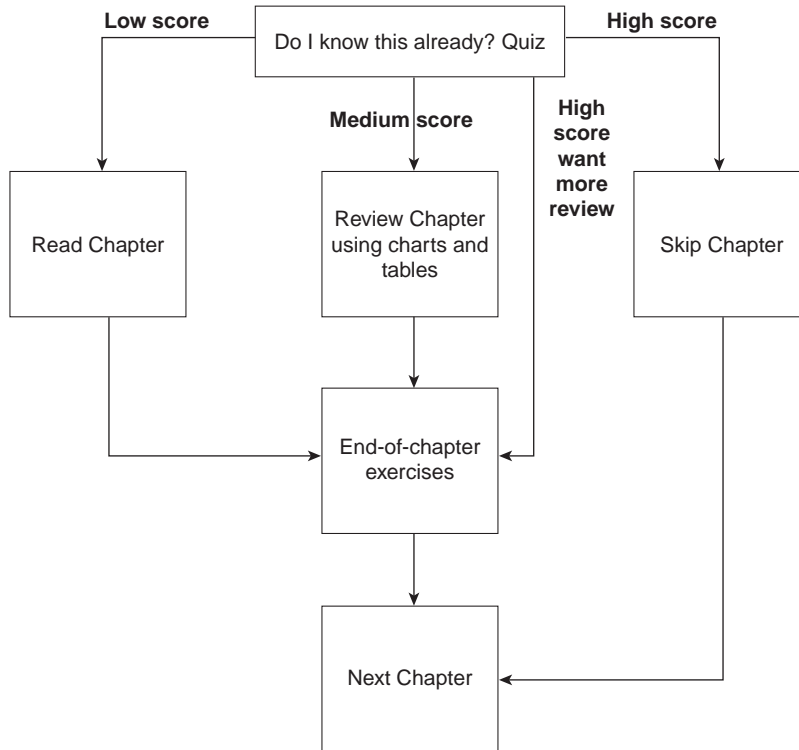 Low score
Do I know this already? Quiz
High score
Medium score
High
score
want
more
review
Read Chapter
Review Chapter
using charts and
tables
Skip Chapter
End-of-chapter
exercises
Next Chapter